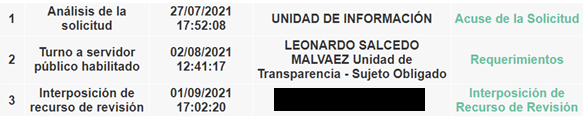 1 Análisis de la solicitud 27/07/2021 17:52:08 UNIDAD DE INFORMACIÓN Acuse de la Solicitud
2 Turno a servidor público habilitado 02/08/2021 12:41:17 LEONARDO SALCEDO MALVAEZ Unidad de Transparencia - Sujeto Obligado Requerimientos
3 Interposición de recurso de revisión 01/09/2021 17:02:20 Interposición de Recurso de Revisión